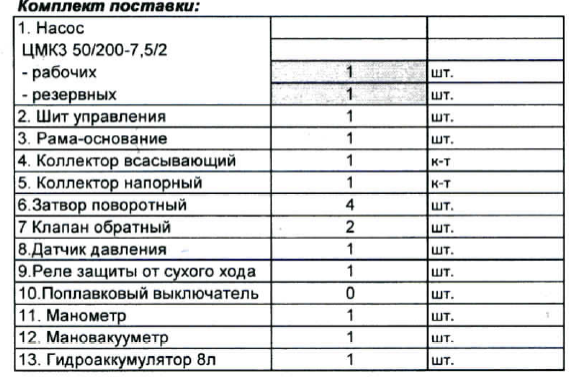 Комплект поставки:
1. Насос
ЦМК3 50/200-7,5/2
- рабочих 1 шт.
- резервных 1 шт.
2. Шит управления 1 шт.
3. Рама-основание 1 шт.
4. Коллектор всасывающий 1 к-т
5. Коллектор напорный 1 к-т
6.Затвор поворотный 4 шт.
7 Клапан обратный 2 шт.
8.Датчик давления 1 шт.
9.Реле защиты от сухого хода 1 шт.
10.Поплавковый выключатель 0 шт.
11. Манометр 1 шт.
12. Мановакууметр 1 шт.
13. Гидроаккумулятор 8л 1 шт.